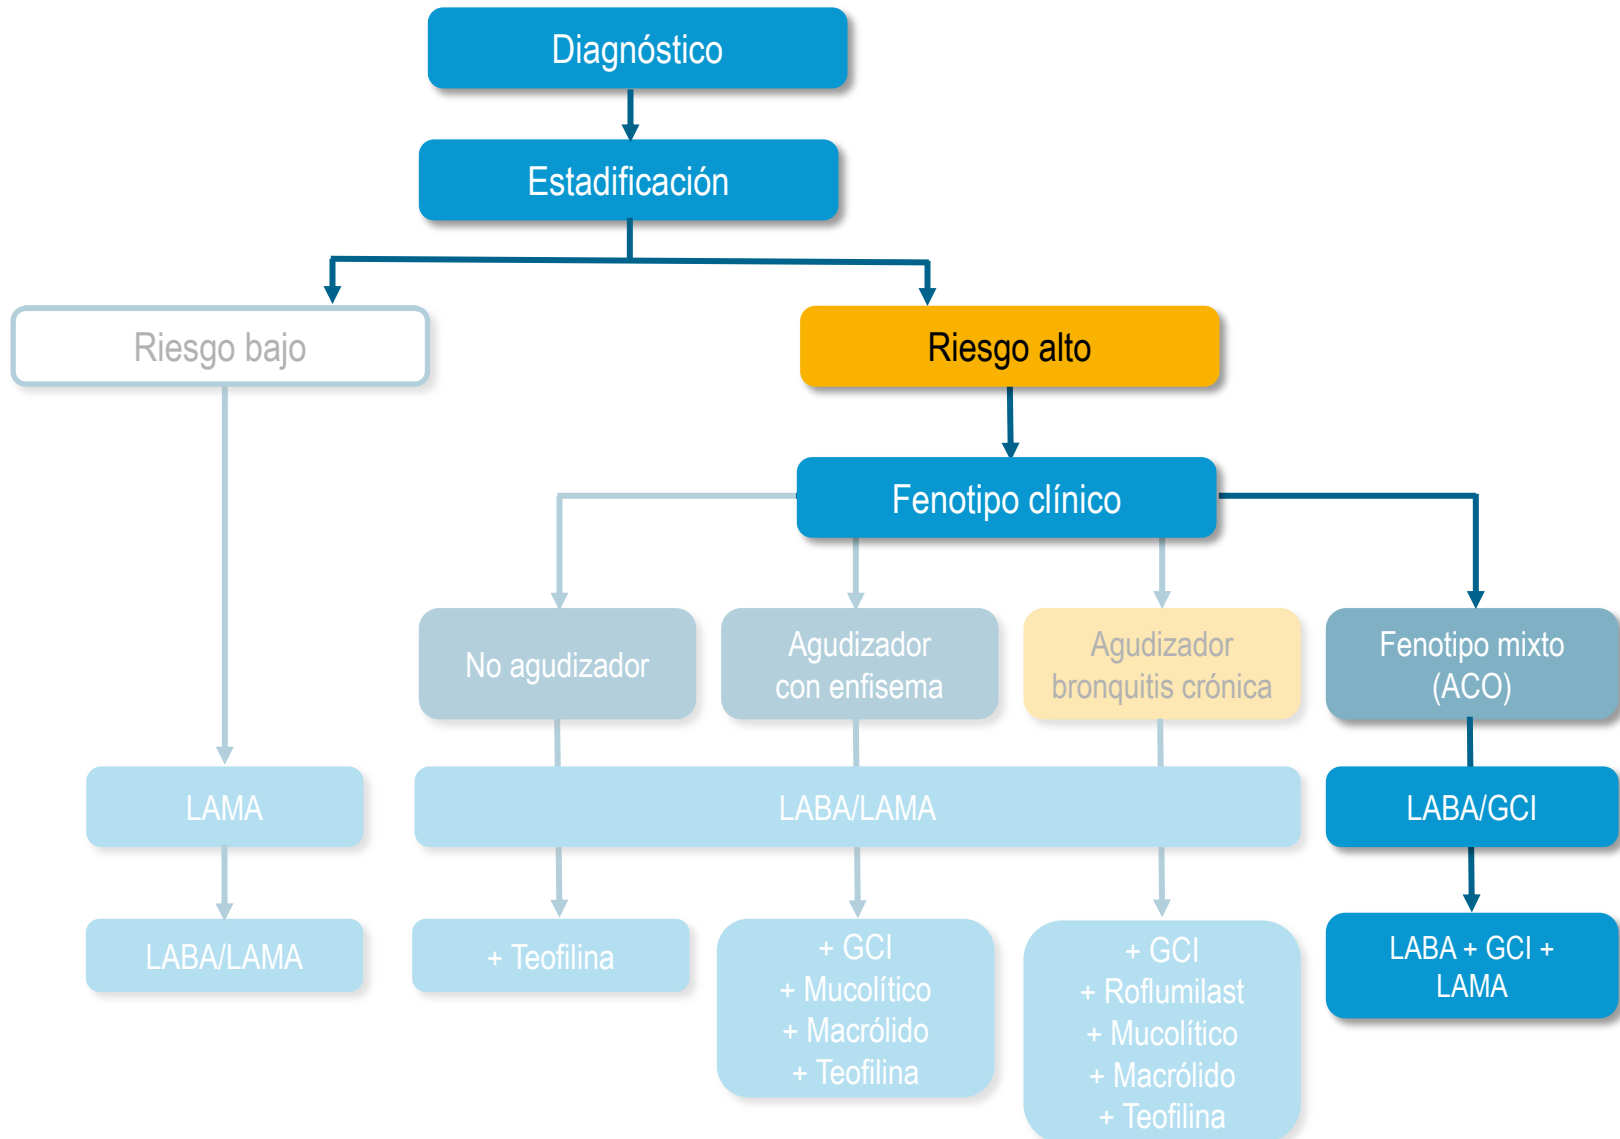 Diagnóstico
Estadificación
Riesgo bajo
Riesgo alto
Fenotipo clínico
No agudizador
Agudizador
con enfisema
Agudizador
bronquitis crónica
Fenotipo mixto
(ACO)
LAMA
LABA/LAMA
LABA/GCI
LABA/LAMA
+ Teofilina
+ GCI
+ Mucolítico
+ Macrólido
+ Teofilina
+ GCI
+ Roflumilast
+ Mucolítico
+ Macrólido
+ Teofilina
LABA + GCI +
LAMA